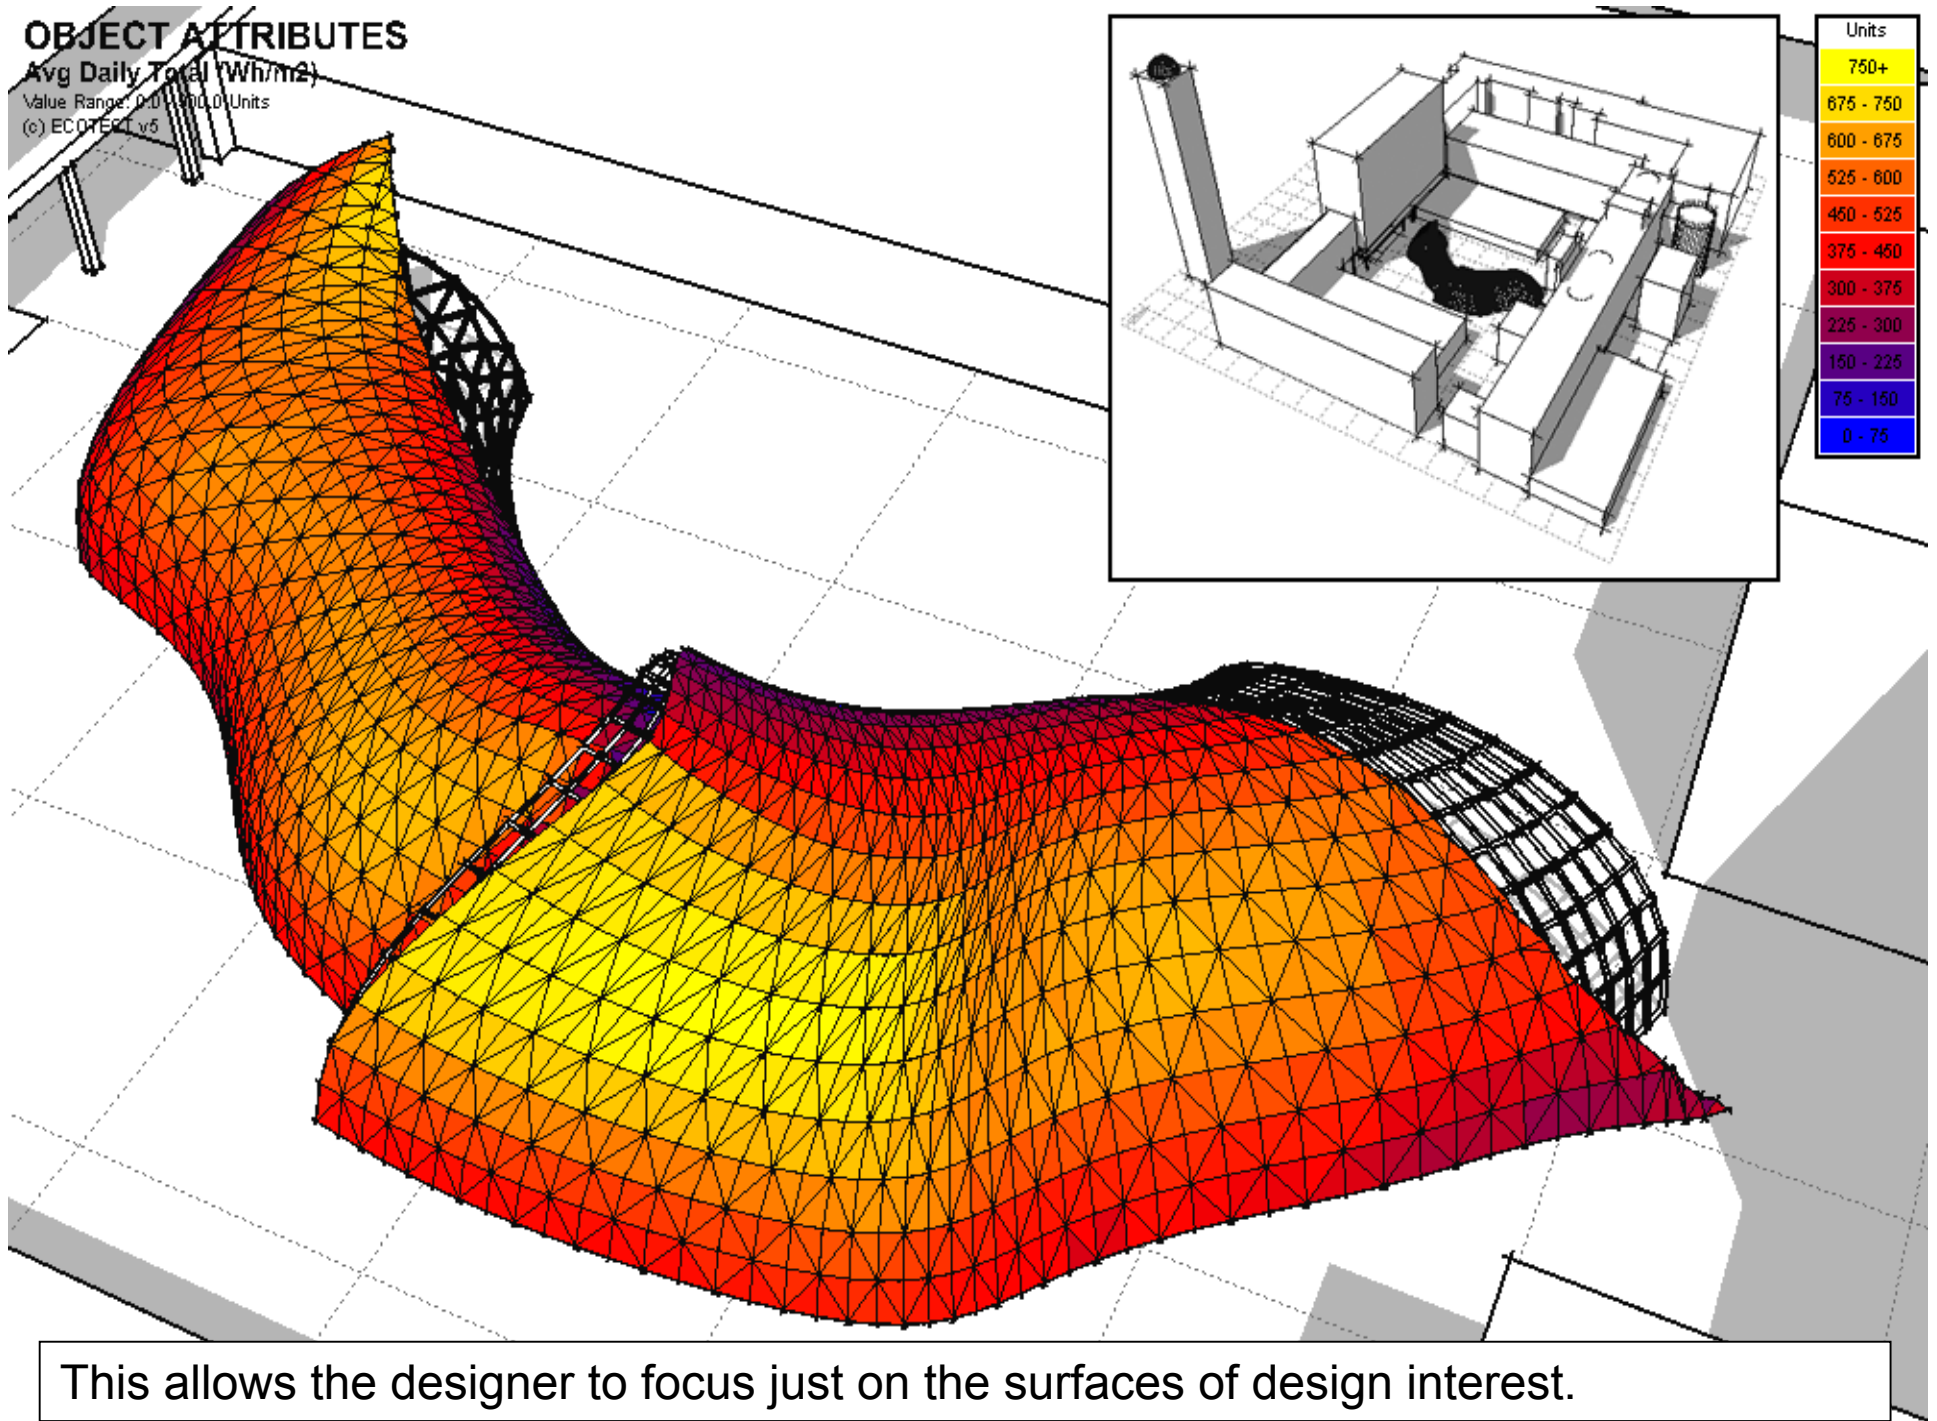 OBJECT ATTRIBUTES
Avg Daily Total (Wh/m2)
Value Range: 0.0 Units
(c) ECOTECT v5
Units
750+
675 - 750
600 - 675
525 - 600
450 - 525
375 - 450
300 - 375
225 - 300
150 - 225
75 - 150
0 - 75
This allows the designer to focus just on the surfaces of design interest.